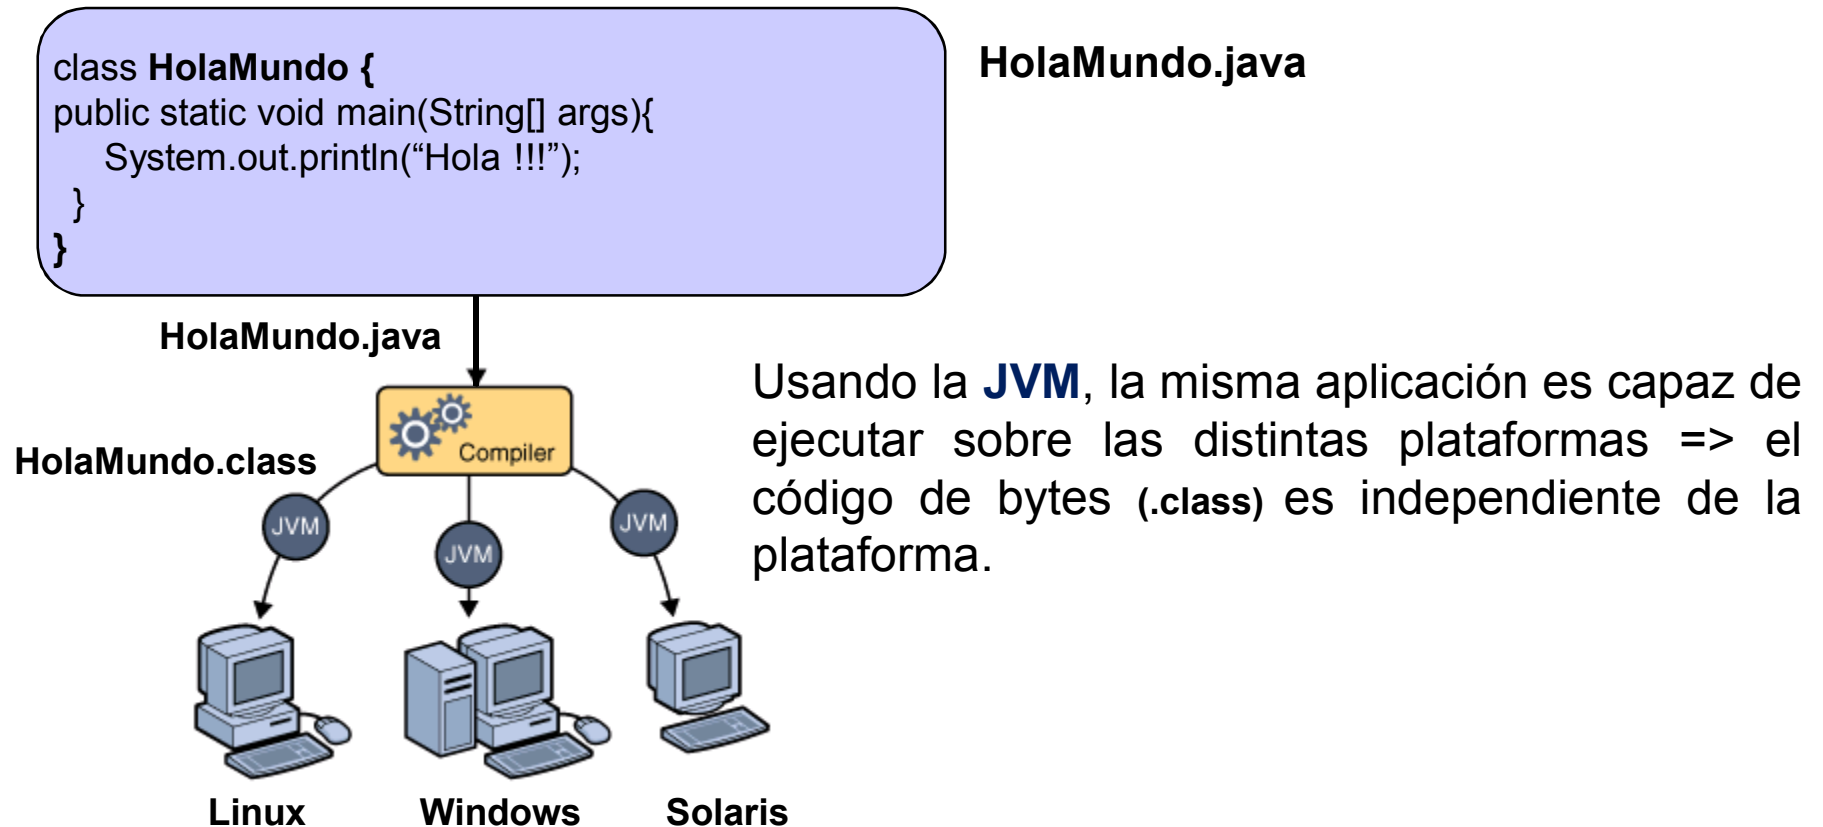 class HolaMundo {
public static void main(String[] args){
System.out.println(“Hola !!!”);
}
}
HolaMundo.java
HolaMundo.java
Compiler
HolaMundo.class
JVM
JVM
JVM
Linux
Windows
Solaris
Usando la JVM, la misma aplicación es capaz de
ejecutar sobre las distintas plataformas => el
código de bytes (.class) es independiente de la
plataforma.